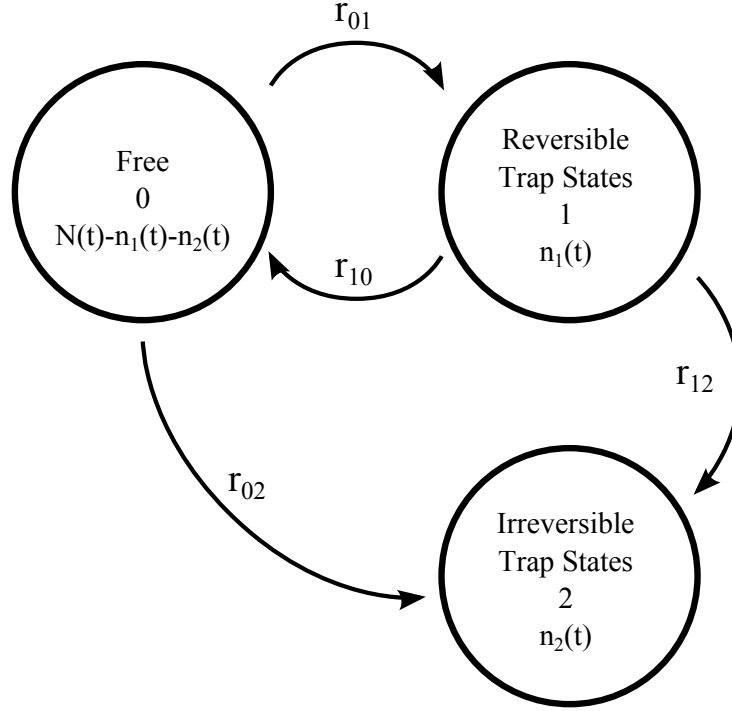 r₀₁
Free
0
N(t)-n₁(t)-n₂(t)
Reversible
Trap States
1
n₁(t)
r₁₀
r₁₂
r₀₂
Irreversible
Trap States
2
n₂(t)